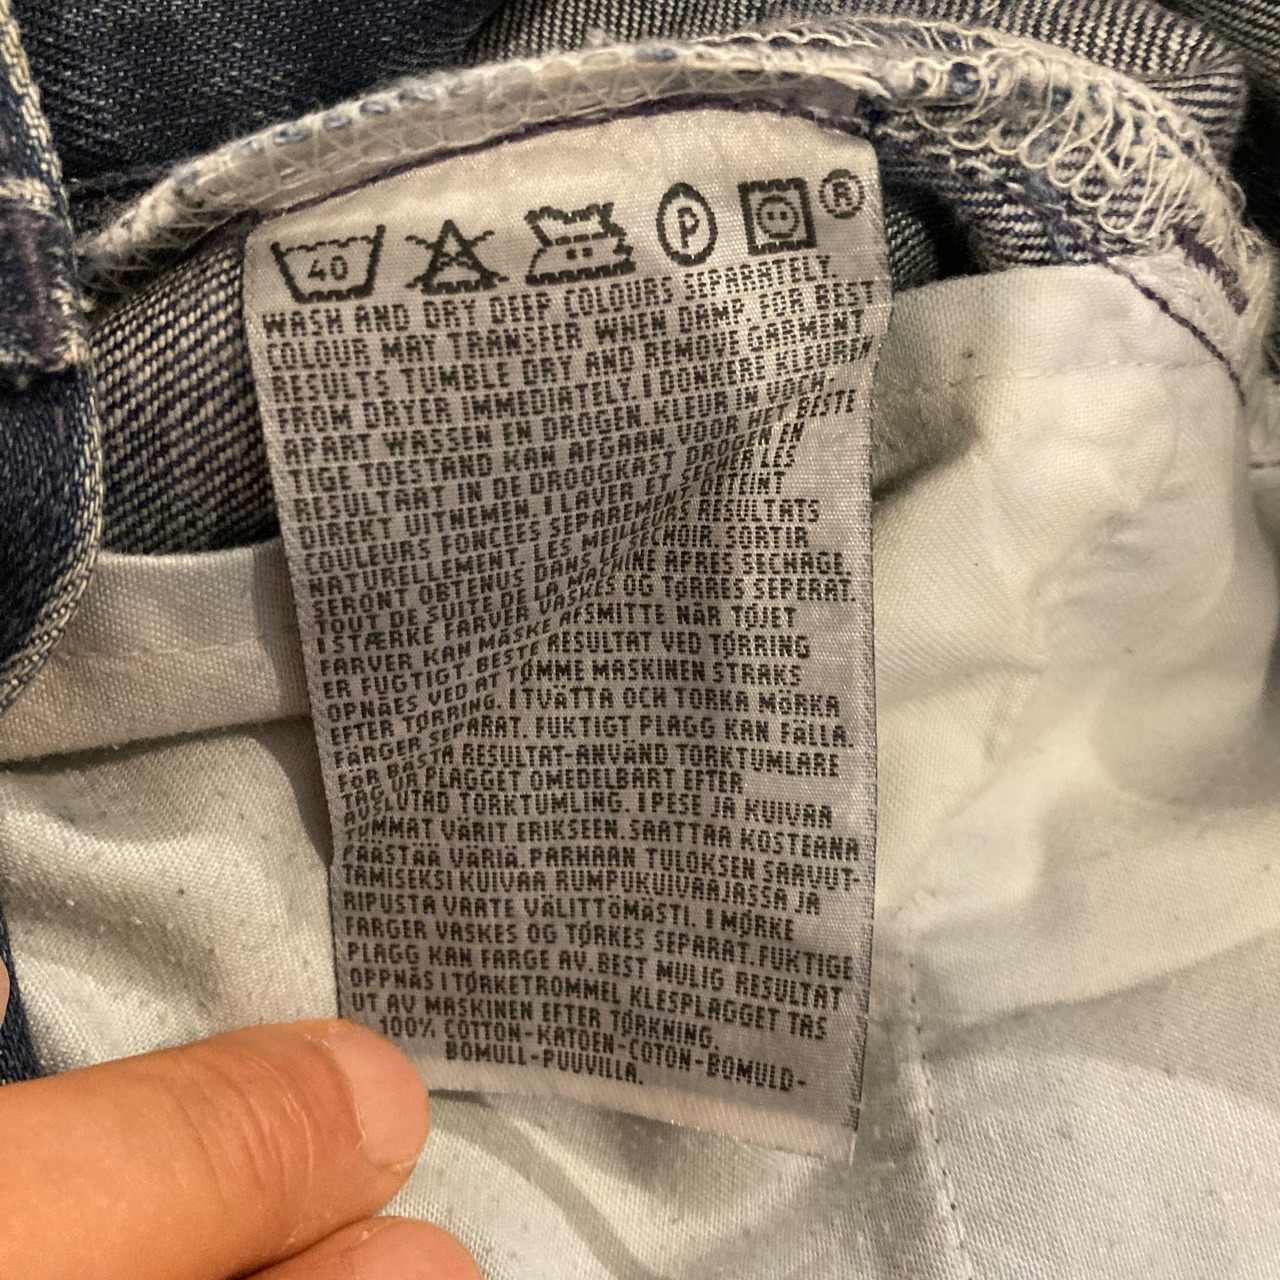 40 P ®
WASH AND DRY DEEP COLOURS SEPARATELY.
COLOUR MAY TRANSFER WHEN DAMP. FOR BEST
RESULTS TUMBLE DRY AND REMOVE GARMENT
FROM DRYER IMMEDIATELY. I DONKERE KLEUREN
APART WASSEN EN DROGEN. KLEUR IN VOCH-
TIGE TOESTAND KAN AFGAAN. VOOR HET BESTE
RESULTAAT IN DE DROOGKAST DROGEN EN
DIREKT UITNEMEN. I LAVER ET SECHER LES
COULEURS FONCÉES SEPAREMENT. DETEINT
NATURELLEMENT. LES MEILLEURS RESULTATS
SERONT OBTENUS DANS LE SECHOIR. SORTIR
TOUT DE SUITE DE LA MACHINE APRES SECHAGE.
I STÆRKE FARVER VASKES OG TØRRES SEPERAT.
FARVER KAN MÅSKE AFSMITTE NÅR TØJET
ER FUGTIGT. BESTE RESULTAT VED TØRRING
OPNÅES VED AT TØMME MASKINEN STRAKS
EFTER TØRRING. I TVÄTTA OCH TORKA MÖRKA
FÄRGER SEPARAT. FUKTIGT PLAGG KAN FÄLLA.
FÖR BÄSTA RESULTAT-ANVÄND TORKTUMLARE
TAG UR PLAGGET OMEDELBART EFTER
AVSLUTAD TORKTUMLING. I PESE JA KUIVAA
TUMMAT VÄRIT ERIKSEEN. SAATTAA KOSTEANA
PÄÄSTÄÄ VÄRIÄ. PARHAAN TULOKSEN SAAVUT-
TAMISEKSI KUIVAA RUMPUKUIVAAJASSA JA
RIPUSTA VAATE VÄLITTÖMÄSTI. I MØRKE
FARGER VASKES OG TØRKES SEPARAT. FUKTIGE
PLAGG KAN FARGE AV. BEST MULIG RESULTAT
OPPNÅS I TØRKETROMMEL KLESPLAGGET TAS
UT AV MASKINEN EFTER TØRKNING.
100% COTTON-KATOEN-COTON-BOMULD-
BOMULL-PUUVILLA.